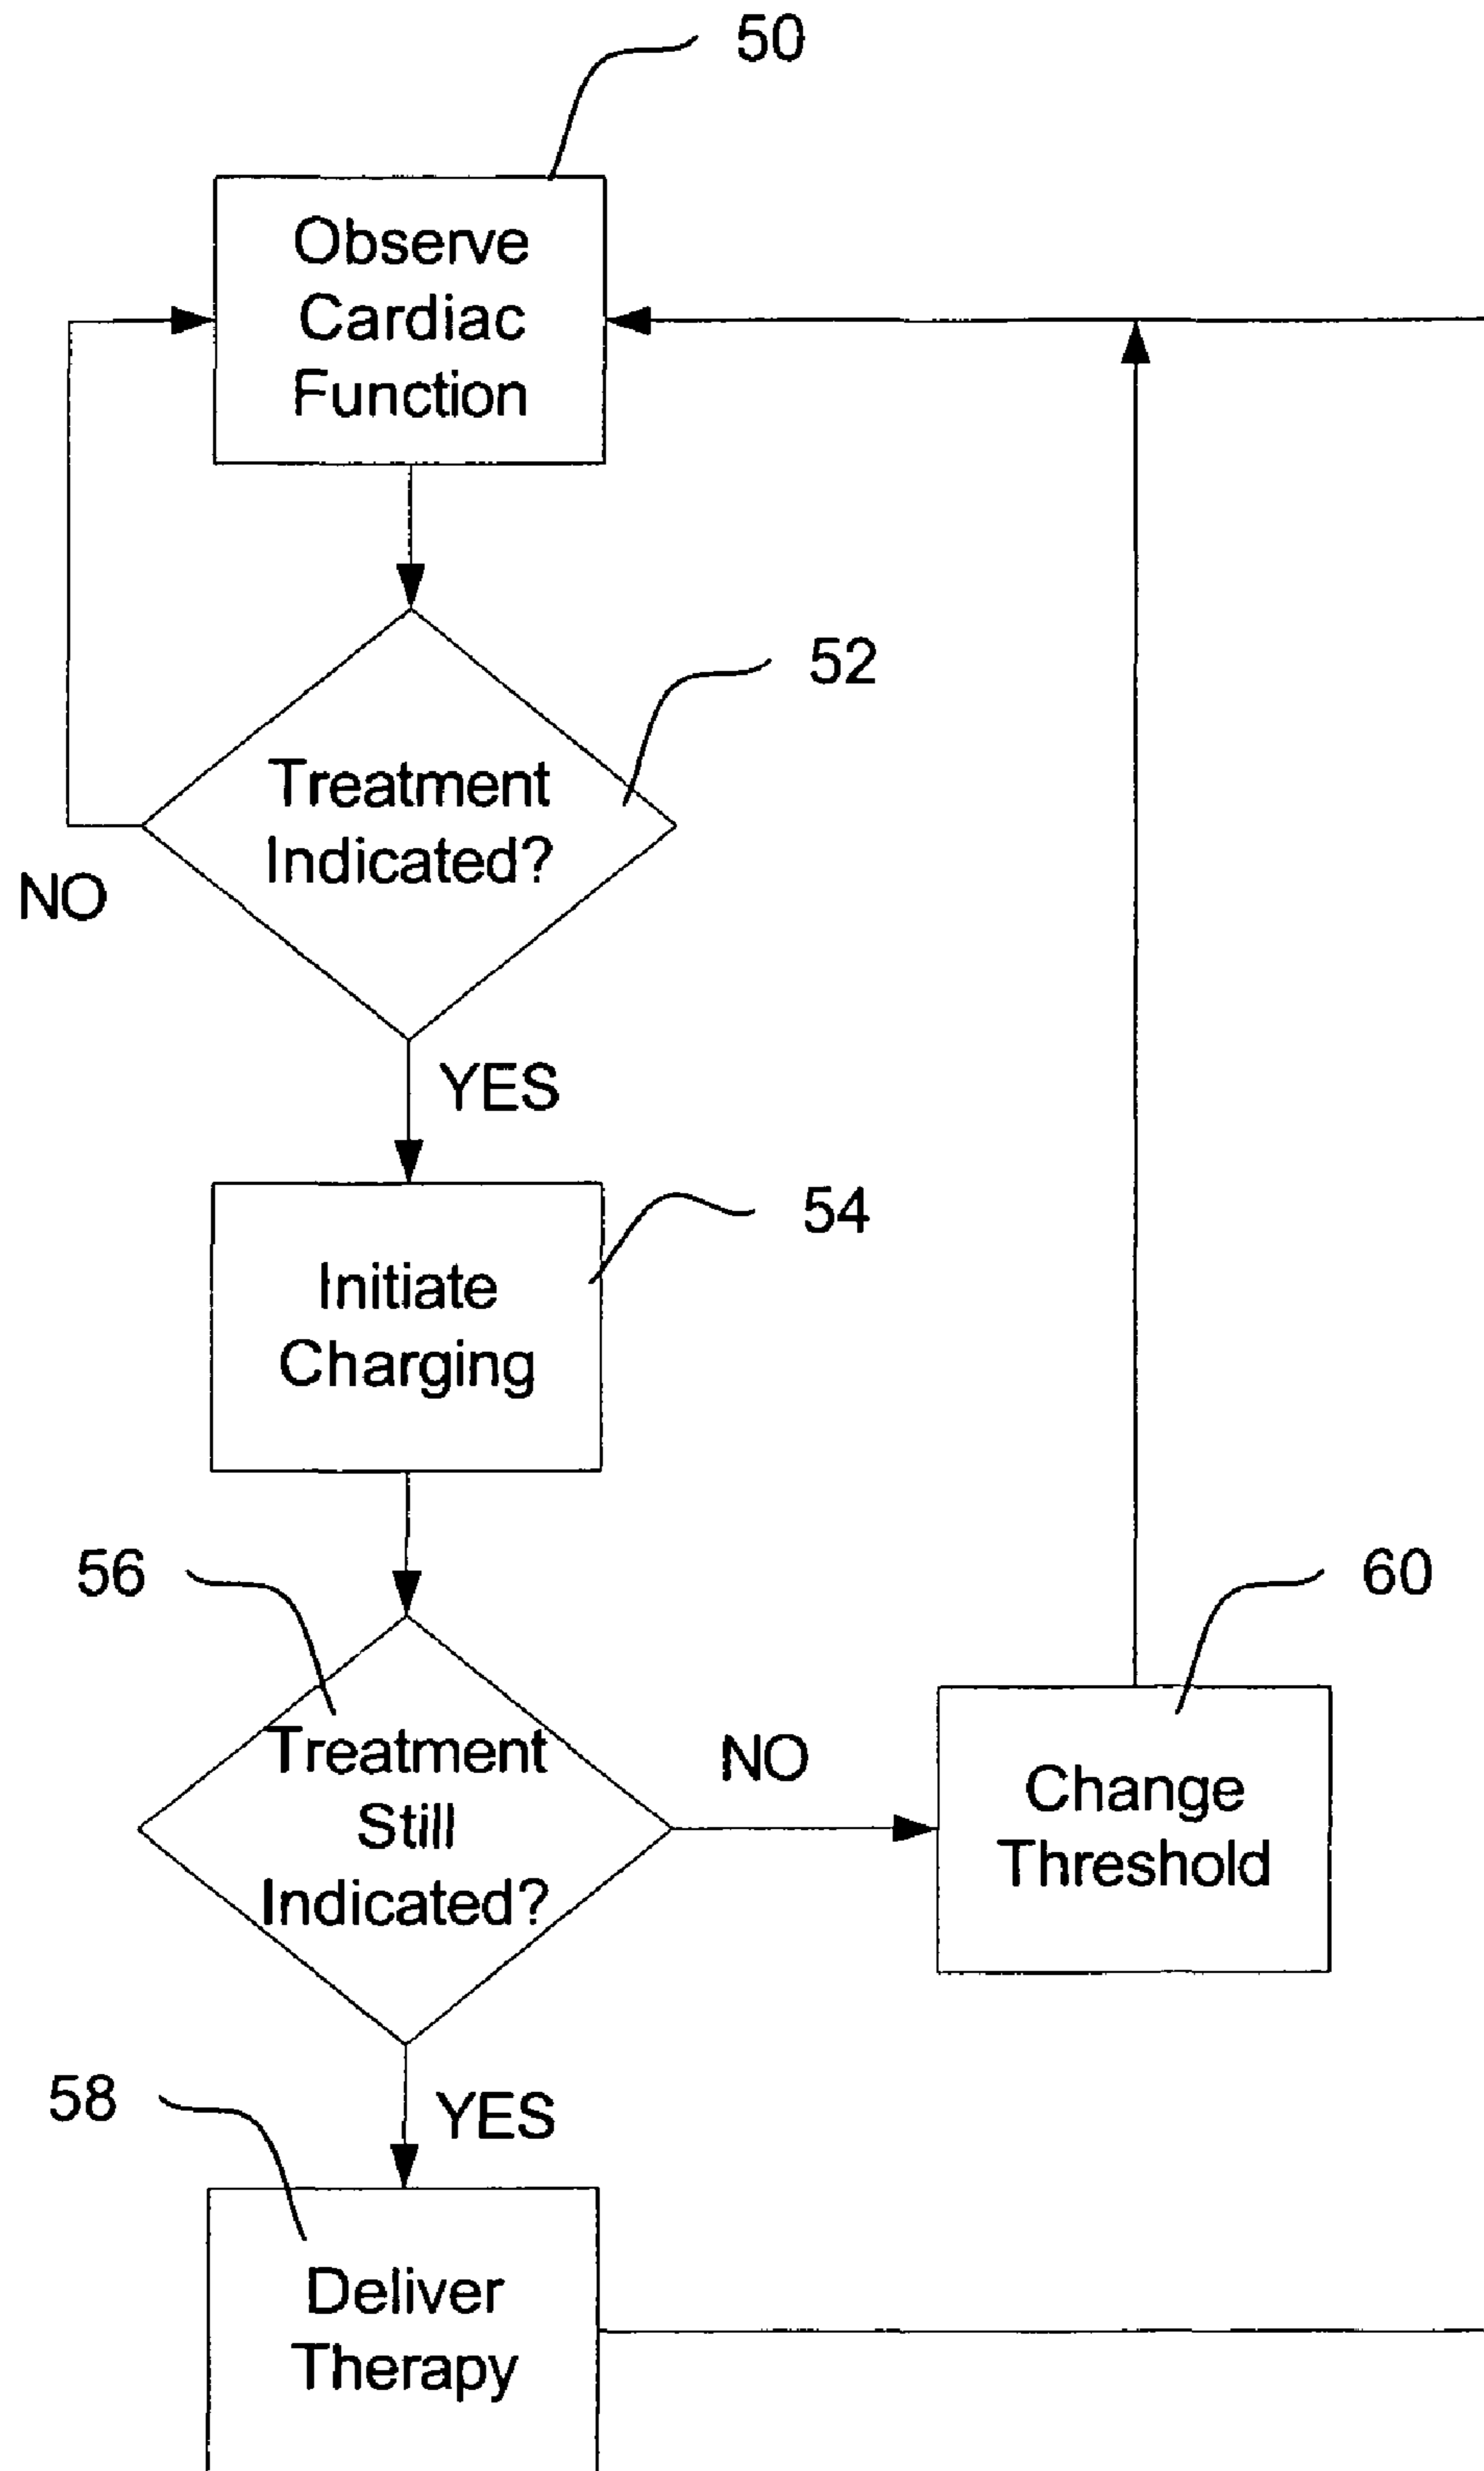 50
Observe
Cardiac
Function
52
Treatment
Indicated?
NO
YES
54
Initiate
Charging
56
60
Treatment
Still
Indicated?
NO
Change
Threshold
58
YES
Deliver
Therapy